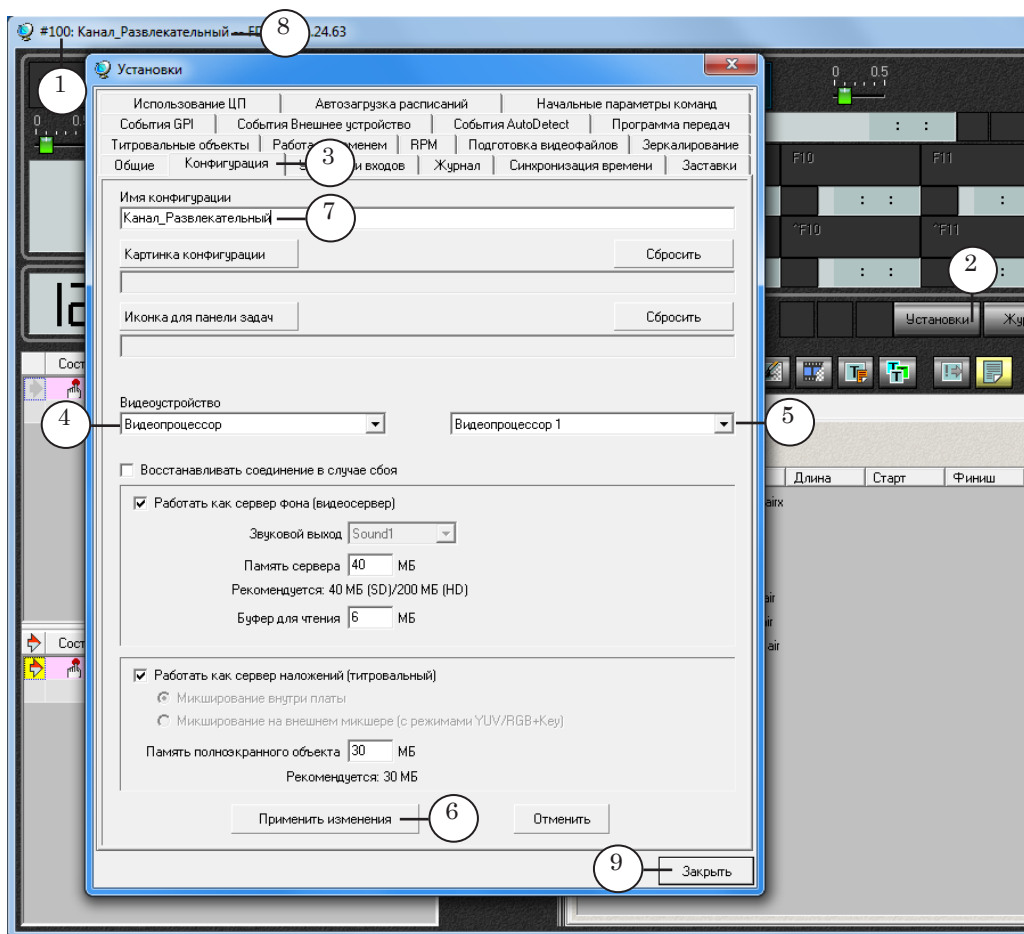 #100: Канал_Развлекательный — .24.63
8
1
Установки
Использование ЦП Автозагрузка расписаний Начальные параметры команд
События GPI События Внешнее устройство События AutoDetect Программа передач
Титровальные объекты RPM Подготовка видеофайлов Зеркалирование
Общие Конфигурация входов Журнал Синхронизация времени Заставки
3
Имя конфигурации
Канал_Развлекательный
7
Картинка конфигурации Сбросить
Иконка для панели задач Сбросить
Видеоустройство
4
Видеопроцессор Видеопроцессор 1
5
Восстанавливать соединение в случае сбоя
Работать как сервер фона (видеосервер)
Звуковой выход Sound1
Память сервера 40 МБ
Рекомендуется: 40 МБ (SD)/200 МБ (HD)
Буфер для чтения 6 МБ
Работать как сервер наложений (титровальный)
Микширование внутри платы
Микширование на внешнем микшере (с режимами YUV/RGB+Key)
Память полноэкранного объекта 30 МБ
Рекомендуется: 30 МБ
Применить изменения
6
Отменить
9
Закрыть
0 0.5
: :
F10 F11
: : :
^F10 ^F11
: : :
2
Установки
Длина Старт Финиш
air
air